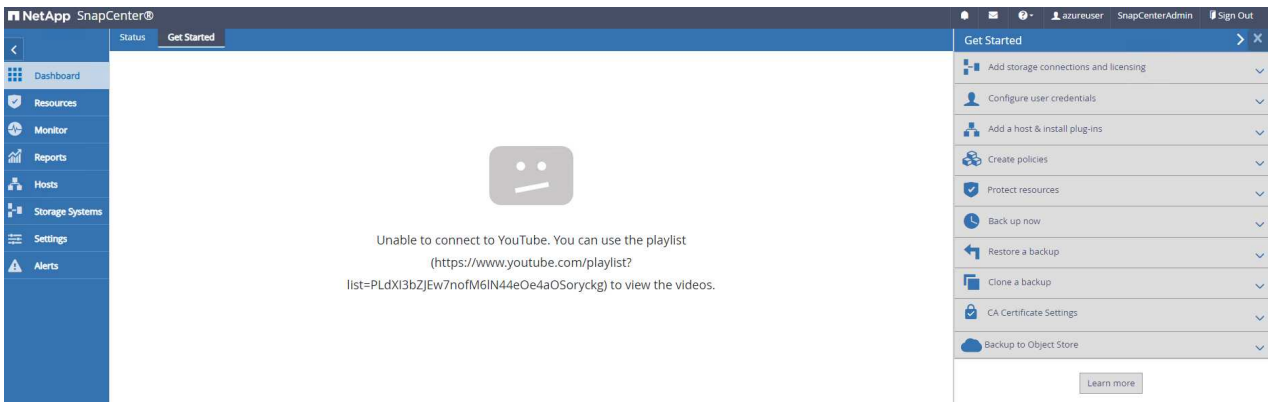 NetApp SnapCenter®
azureuser SnapCenterAdmin Sign Out
Status Get Started
Dashboard
Resources
Monitor
Reports
Hosts
Storage Systems
Settings
Alerts
Unable to connect to YouTube. You can use the playlist
(https://www.youtube.com/playlist?
list=PLdXI3bZJEw7nofM6lN44eOe4aOSoryckg) to view the videos.
Get Started
Add storage connections and licensing
Configure user credentials
Add a host & install plug-ins
Create policies
Protect resources
Back up now
Restore a backup
Clone a backup
CA Certificate Settings
Backup to Object Store
Learn more